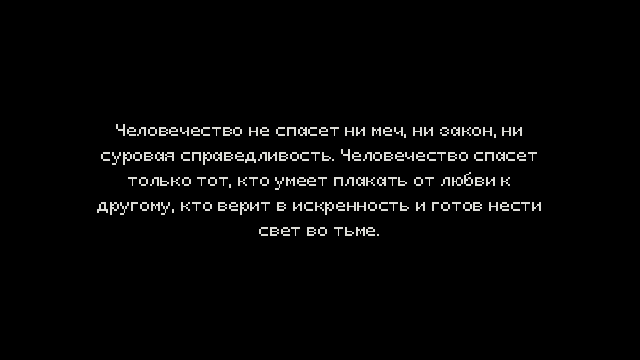 Человечество не спасет ни меч, ни закон, ни
суровая справедливость. Человечество спасет
только тот, кто умеет плакать от любви к
другому, кто верит в искренность и готов нести
свет во тьме.